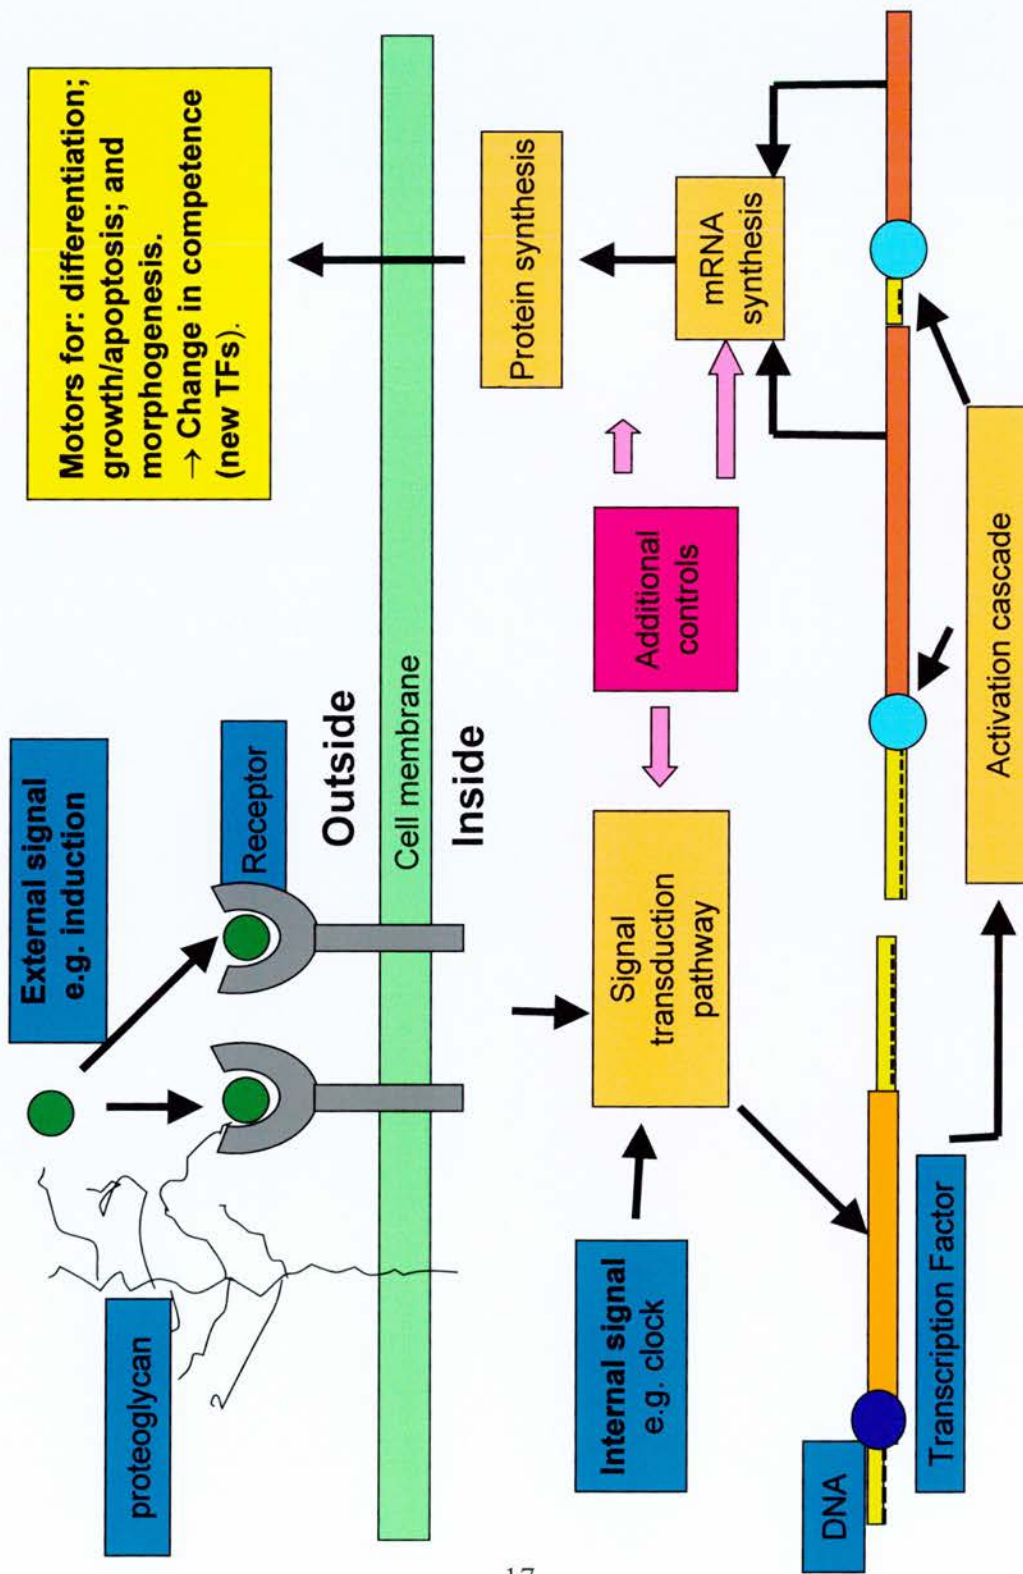 External signal
e.g. induction
Motors for: differentiation;
growth/apoptosis; and
morphogenesis.
→ Change in competence
(new TFs).
proteoglycan
Receptor
Outside
Cell membrane
Inside
Protein synthesis
Internal signal
e.g. clock
Signal
transduction
pathway
Additional
controls
mRNA
synthesis
DNA
Transcription Factor
Activation cascade
17